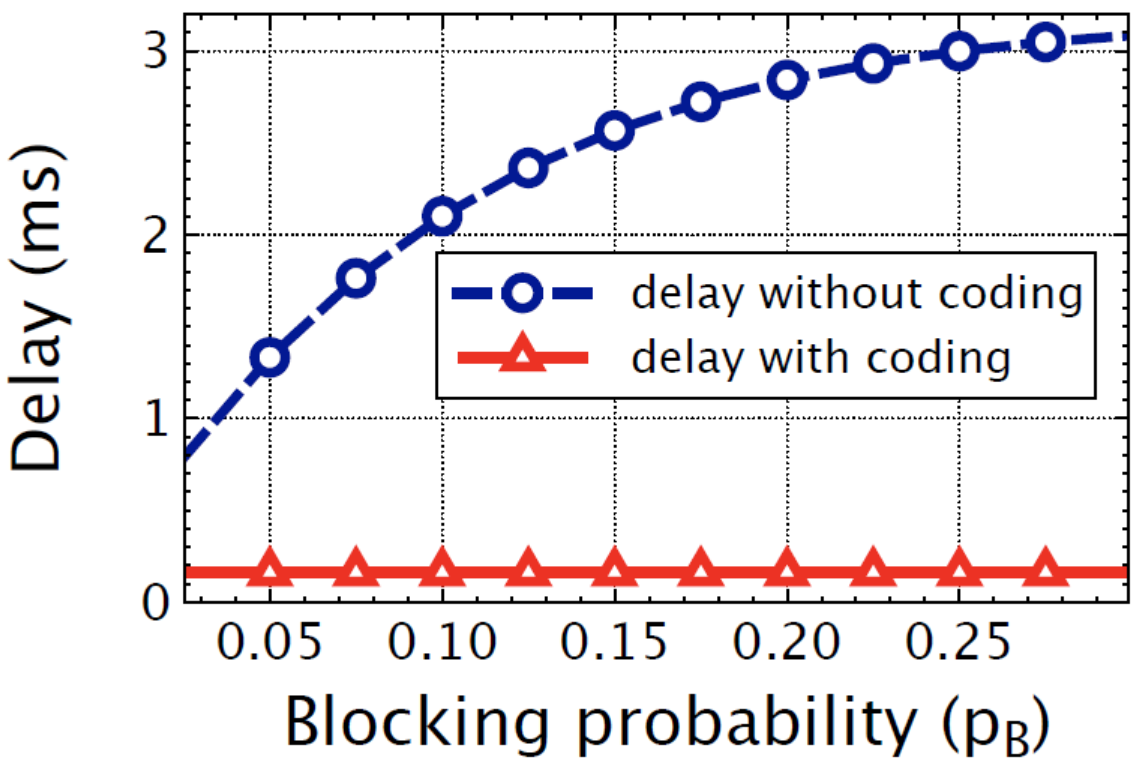 3
2
1
0
Delay (ms)
delay without coding
delay with coding
0.05 0.10 0.15 0.20 0.25
Blocking probability (pB)